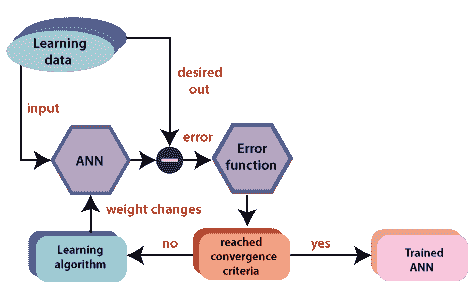 Learning
data
desired
out
input
error
ANN
Error
function
weight changes
Learning
algorithm
no
reached
convergence
criteria
yes
Trained
ANN